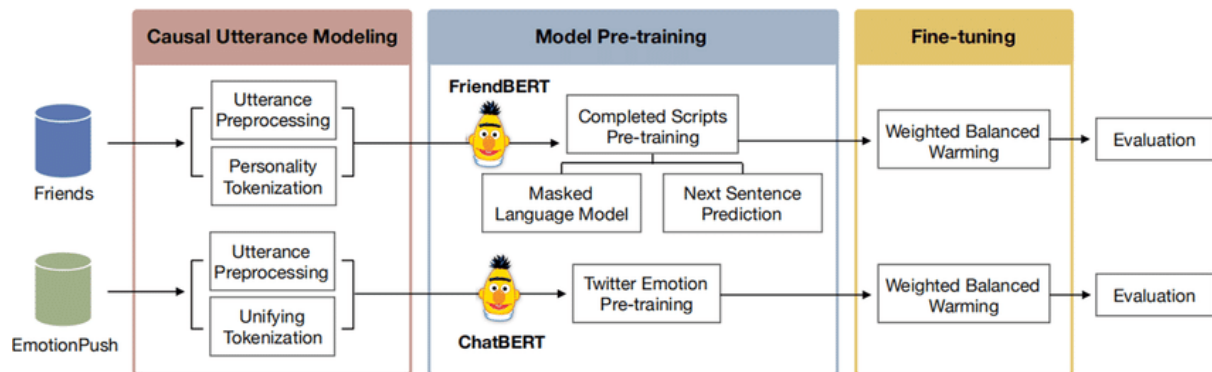 Causal Utterance Modeling
Model Pre-training
Fine-tuning
Friends
Utterance
Preprocessing
Personality
Tokenization
FriendBERT
Completed Scripts
Pre-training
Masked
Language Model
Next Sentence
Prediction
Weighted Balanced
Warming
Evaluation
EmotionPush
Utterance
Preprocessing
Unifying
Tokenization
ChatBERT
Twitter Emotion
Pre-training
Weighted Balanced
Warming
Evaluation